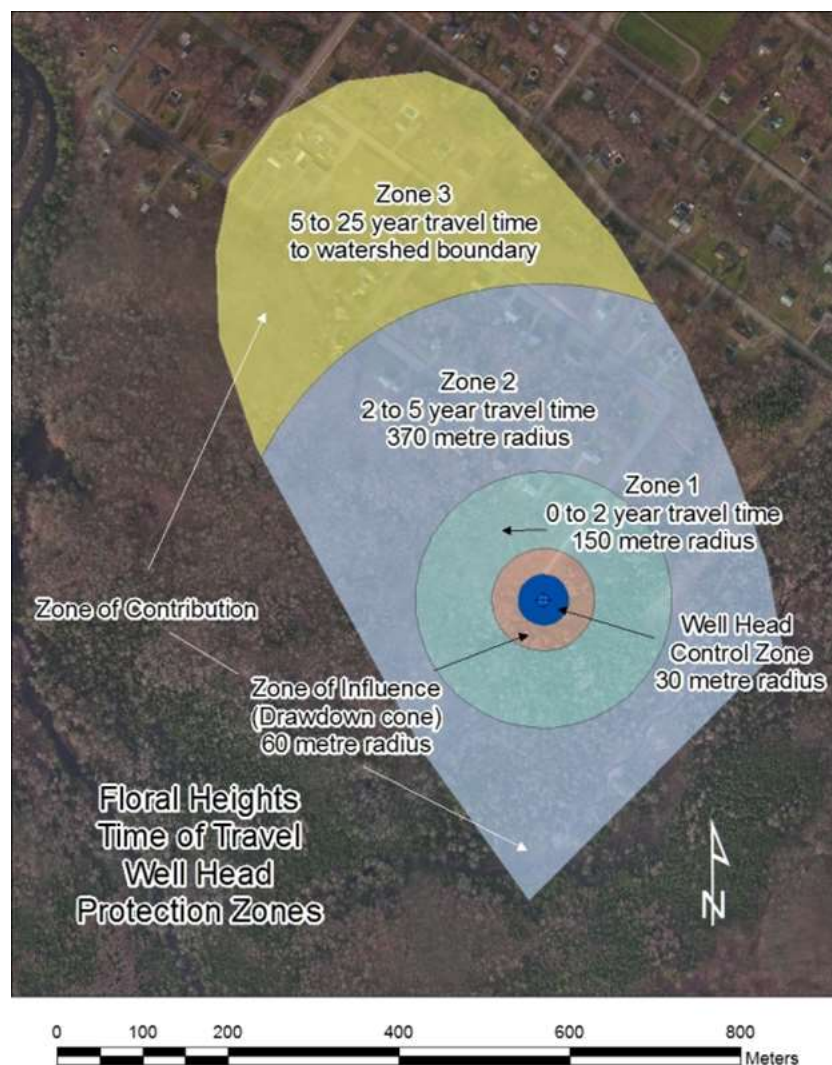 Zone 3
5 to 25 year travel time
to watershed boundary
Zone 2
2 to 5 year travel time
370 metre radius
Zone 1
0 to 2 year travel time
150 metre radius
Zone of Contribution
Well Head
Control Zone
30 metre radius
Zone of Influence
(Drawdown cone)
60 metre radius
Floral Heights
Time of Travel
Well Head
Protection Zones
N
0 100 200 400 600 800
Meters